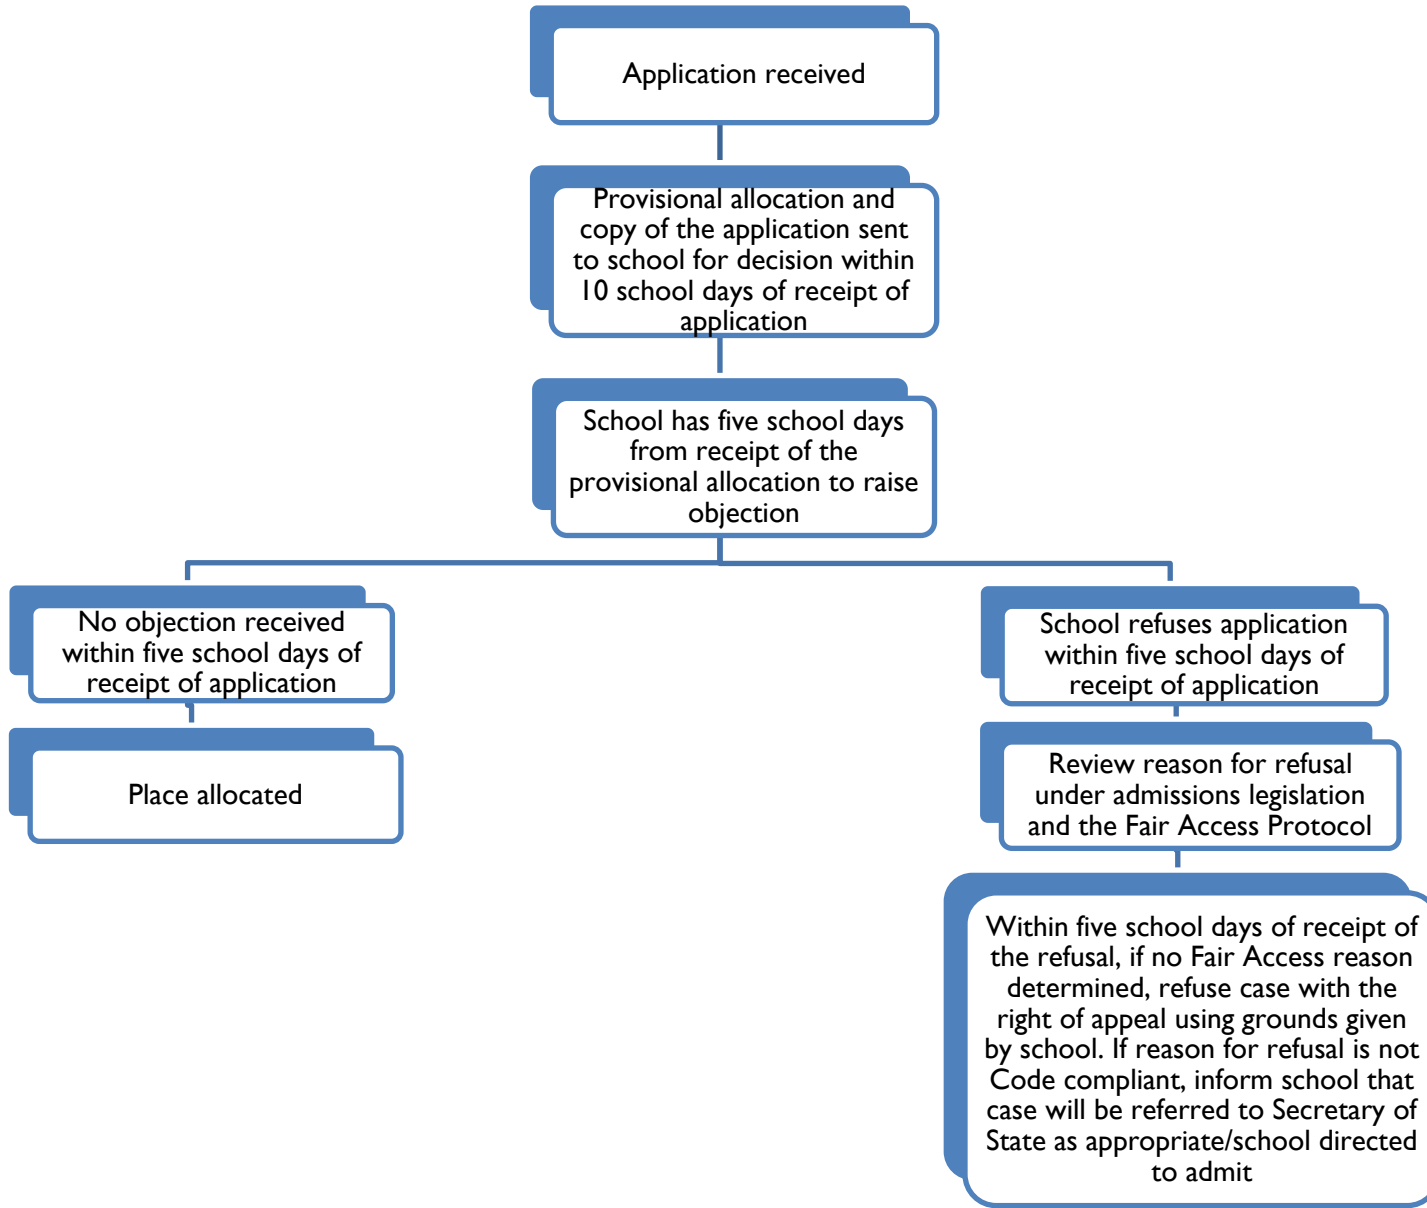 Application received
Provisional allocation and
copy of the application sent
to school for decision within
10 school days of receipt of
application
School has five school days
from receipt of the
provisional allocation to raise
objection
No objection received
within five school days of
receipt of application
Place allocated
School refuses application
within five school days of
receipt of application
Review reason for refusal
under admissions legislation
and the Fair Access Protocol
Within five school days of receipt of
the refusal, if no Fair Access reason
determined, refuse case with the
right of appeal using grounds given
by school. If reason for refusal is not
Code compliant, inform school that
case will be referred to Secretary of
State as appropriate/school directed
to admit